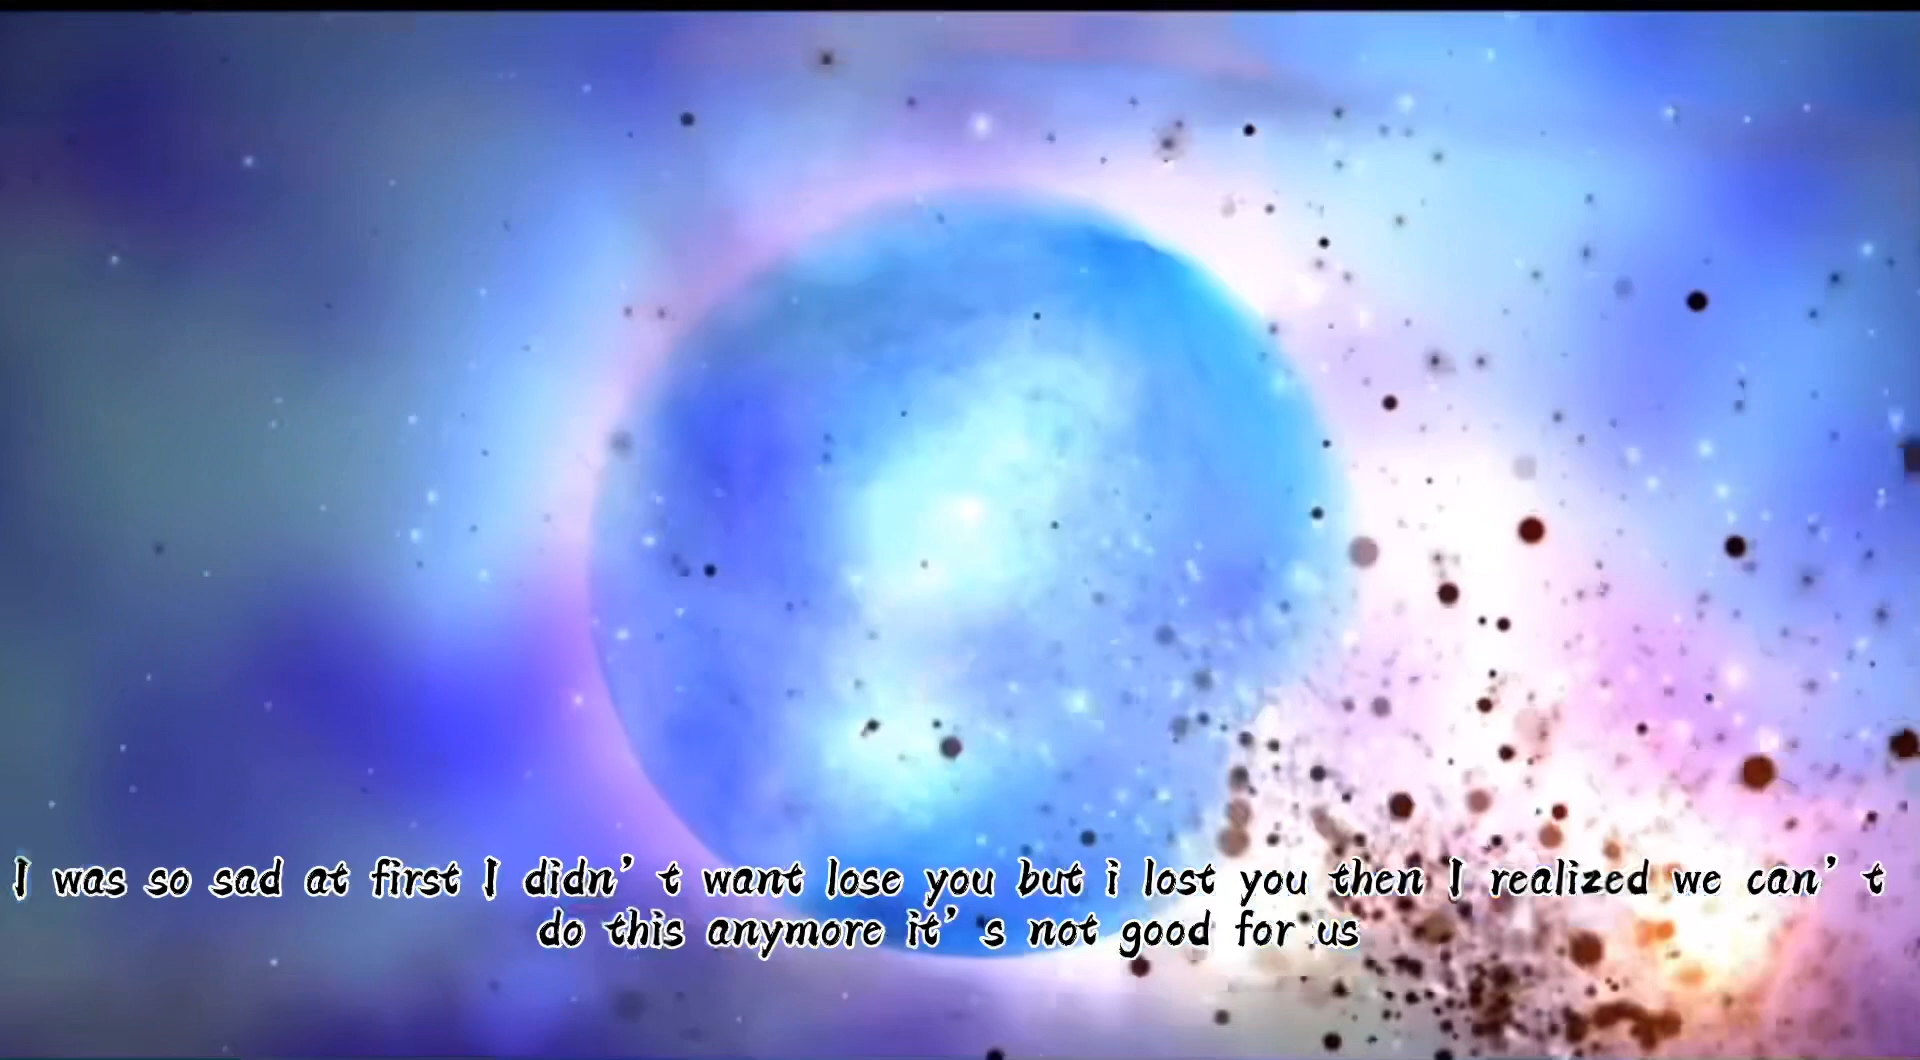 I was so sad at first I didn’t want lose you but i lost you then I realized we can’t
do this anymore it’s not good for us